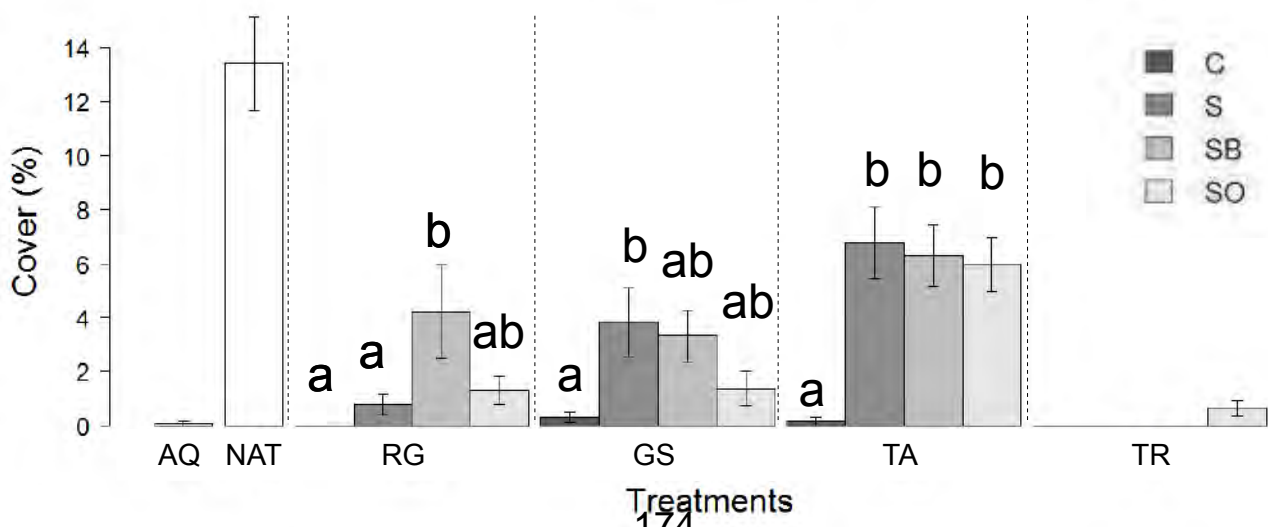 Cover (%)
14
12
10
8
6
4
2
0
C
S
SB
SO
a a b ab
a b ab ab
a b b b
AQ NAT RG GS TA TR
Treatments
174